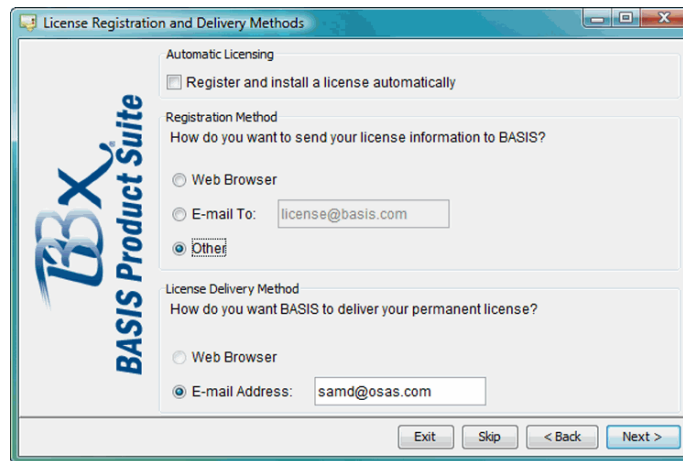 License Registration and Delivery Methods
BBx
BASIS Product Suite
Automatic Licensing
Register and install a license automatically
Registration Method
How do you want to send your license information to BASIS?
Web Browser
E-mail To: license@basis.com
Other
License Delivery Method
How do you want BASIS to deliver your permanent license?
Web Browser
E-mail Address: samd@osas.com
Exit Skip < Back Next >